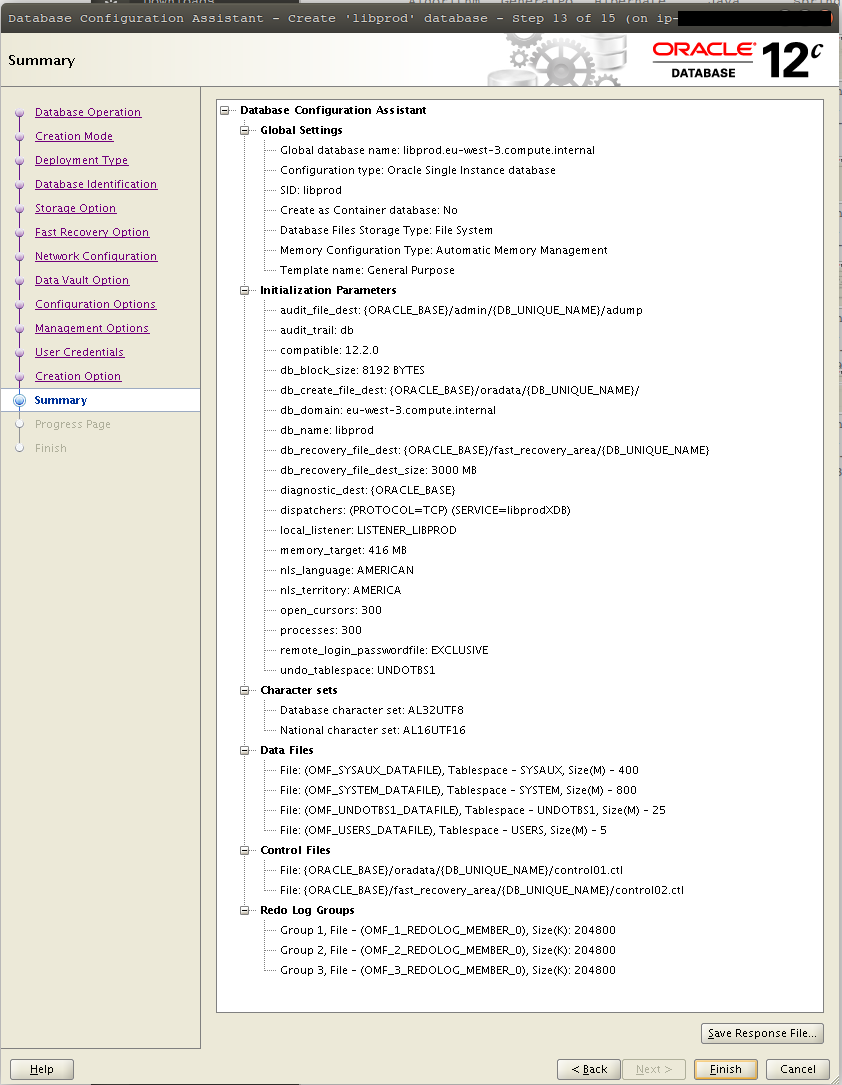 Database Configuration Assistant - Create 'libprod' database - Step 13 of 15 (on ip-
Summary
ORACLE
DATABASE
12c
Database Operation
Creation Mode
Deployment Type
Database Identification
Storage Option
Fast Recovery Option
Network Configuration
Data Vault Option
Configuration Options
Management Options
User Credentials
Creation Option
Summary
Progress Page
Finish
Database Configuration Assistant
Global Settings
Global database name: libprod.eu-west-3.compute.internal
Configuration type: Oracle Single Instance database
SID: libprod
Create as Container database: No
Database Files Storage Type: File System
Memory Configuration Type: Automatic Memory Management
Template name: General Purpose
Initialization Parameters
audit_file_dest: {ORACLE_BASE}/admin/{DB_UNIQUE_NAME}/adump
audit_trail: db
compatible: 12.2.0
db_block_size: 8192 BYTES
db_create_file_dest: {ORACLE_BASE}/oradata/{DB_UNIQUE_NAME}/
db_domain: eu-west-3.compute.internal
db_name: libprod
db_recovery_file_dest: {ORACLE_BASE}/fast_recovery_area/{DB_UNIQUE_NAME}
db_recovery_file_dest_size: 3000 MB
diagnostic_dest: {ORACLE_BASE}
dispatchers: (PROTOCOL=TCP) (SERVICE=libprodXDB)
local_listener: LISTENER_LIBPROD
memory_target: 416 MB
nls_language: AMERICAN
nls_territory: AMERICA
open_cursors: 300
processes: 300
remote_login_passwordfile: EXCLUSIVE
undo_tablespace: UNDOTBS1
Character sets
Database character set: AL32UTF8
National character set: AL16UTF16
Data Files
File: (OMF_SYSAUX_DATAFILE), Tablespace - SYSAUX, Size(M) - 400
File: (OMF_SYSTEM_DATAFILE), Tablespace - SYSTEM, Size(M) - 800
File: (OMF_UNDOTBS1_DATAFILE), Tablespace - UNDOTBS1, Size(M) - 25
File: (OMF_USERS_DATAFILE), Tablespace - USERS, Size(M) - 5
Control Files
File: {ORACLE_BASE}/oradata/{DB_UNIQUE_NAME}/control01.ctl
File: {ORACLE_BASE}/fast_recovery_area/{DB_UNIQUE_NAME}/control02.ctl
Redo Log Groups
Group 1, File - (OMF_1_REDOLOG_MEMBER_0), Size(K): 204800
Group 2, File - (OMF_2_REDOLOG_MEMBER_0), Size(K): 204800
Group 3, File - (OMF_3_REDOLOG_MEMBER_0), Size(K): 204800
Save Response File...
Help
< Back
Next >
Finish
Cancel